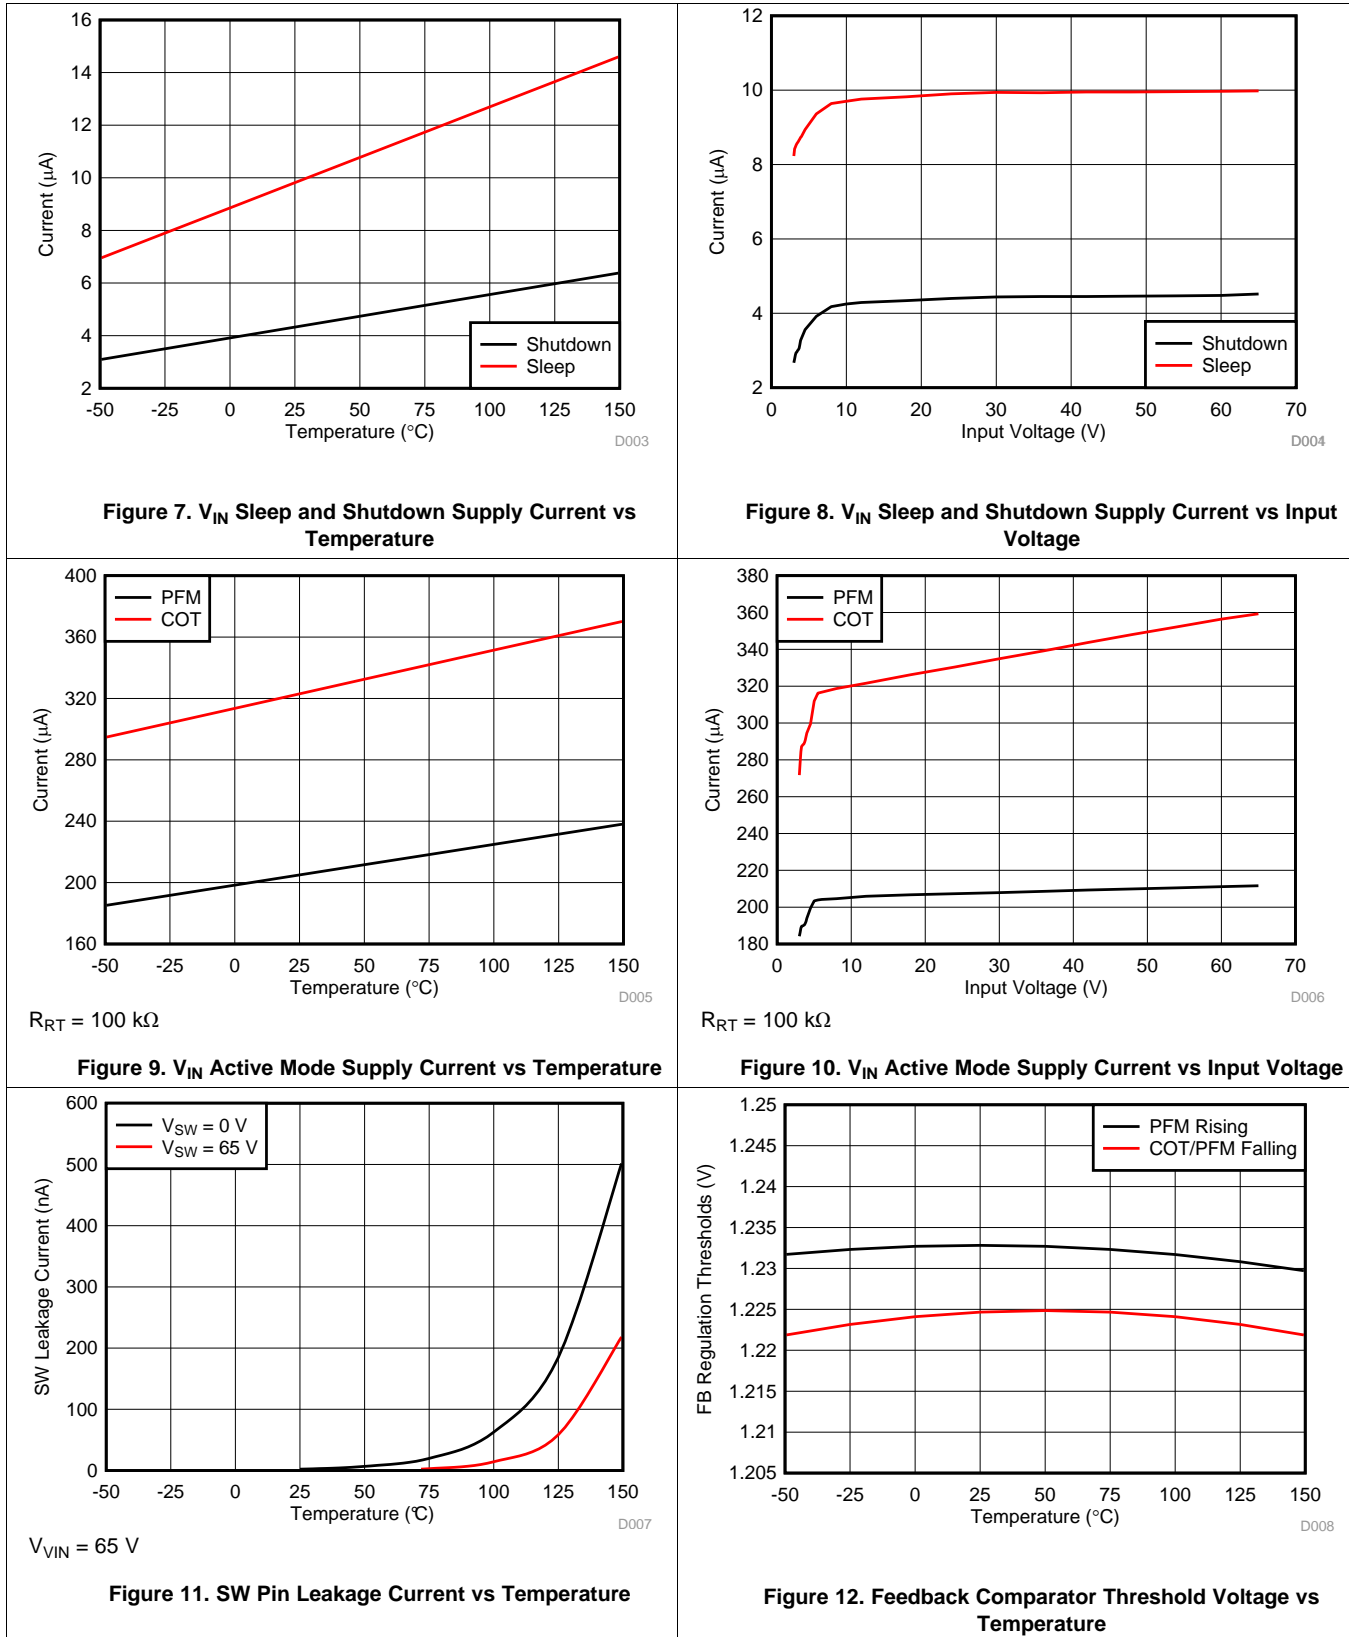 16
14
12
10
8
6
4
2
Current (μA)
Shutdown
Sleep
-50 -25 0 25 50 75 100 125 150
Temperature (°C)
D003
Figure 7. VIN Sleep and Shutdown Supply Current vs
Temperature
12
10
8
6
4
2
Current (μA)
Shutdown
Sleep
0 10 20 30 40 50 60 70
Input Voltage (V)
D004
Figure 8. VIN Sleep and Shutdown Supply Current vs Input
Voltage
400
360
320
280
240
200
160
Current (μA)
PFM
COT
-50 -25 0 25 50 75 100 125 150
Temperature (°C)
D005
RRT = 100 kΩ
Figure 9. VIN Active Mode Supply Current vs Temperature
380
360
340
320
300
280
260
240
220
200
180
Current (μA)
PFM
COT
0 10 20 30 40 50 60 70
Input Voltage (V)
D006
RRT = 100 kΩ
Figure 10. VIN Active Mode Supply Current vs Input Voltage
600
500
400
300
200
100
0
SW Leakage Current (nA)
VSW = 0 V
VSW = 65 V
-50 -25 0 25 50 75 100 125 150
Temperature (°C)
D007
VVIN = 65 V
Figure 11. SW Pin Leakage Current vs Temperature
1.25
1.245
1.24
1.235
1.23
1.225
1.22
1.215
1.21
1.205
FB Regulation Thresholds (V)
PFM Rising
COT/PFM Falling
-50 -25 0 25 50 75 100 125 150
Temperature (°C)
D008
Figure 12. Feedback Comparator Threshold Voltage vs
Temperature